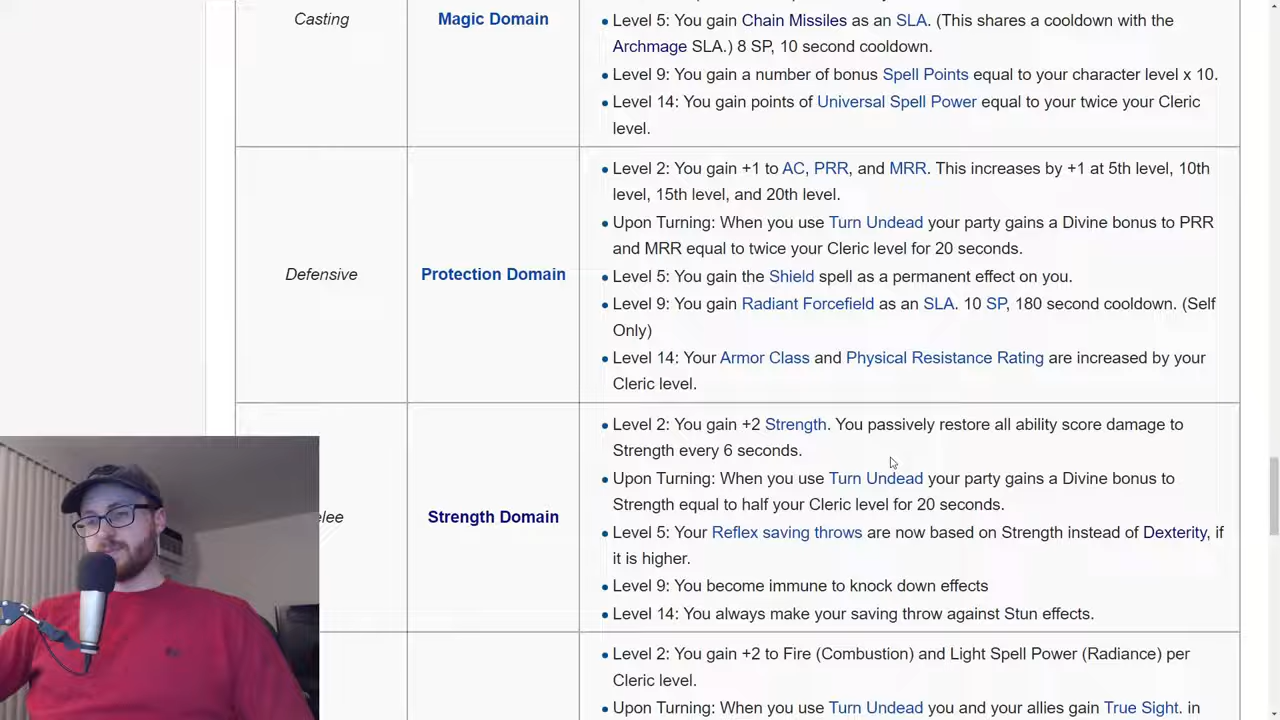 Casting
Magic Domain
Level 5: You gain Chain Missiles as an SLA. (This shares a cooldown with the
Archmage SLA.) 8 SP, 10 second cooldown.
Level 9: You gain a number of bonus Spell Points equal to your character level x 10.
Level 14: You gain points of Universal Spell Power equal to your twice your Cleric
level.
Defensive
Protection Domain
Level 2: You gain +1 to AC, PRR, and MRR. This increases by +1 at 5th level, 10th
level, 15th level, and 20th level.
Upon Turning: When you use Turn Undead your party gains a Divine bonus to PRR
and MRR equal to twice your Cleric level for 20 seconds.
Level 5: You gain the Shield spell as a permanent effect on you.
Level 9: You gain Radiant Forcefield as an SLA. 10 SP, 180 second cooldown. (Self
Only)
Level 14: Your Armor Class and Physical Resistance Rating are increased by your
Cleric level.
elee
Strength Domain
Level 2: You gain +2 Strength. You passively restore all ability score damage to
Strength every 6 seconds.
Upon Turning: When you use Turn Undead your party gains a Divine bonus to
Strength equal to half your Cleric level for 20 seconds.
Level 5: Your Reflex saving throws are now based on Strength instead of Dexterity, if
it is higher.
Level 9: You become immune to knock down effects
Level 14: You always make your saving throw against Stun effects.
Level 2: You gain +2 to Fire (Combustion) and Light Spell Power (Radiance) per
Cleric level.
Upon Turning: When you use Turn Undead you and your allies gain True Sight. in